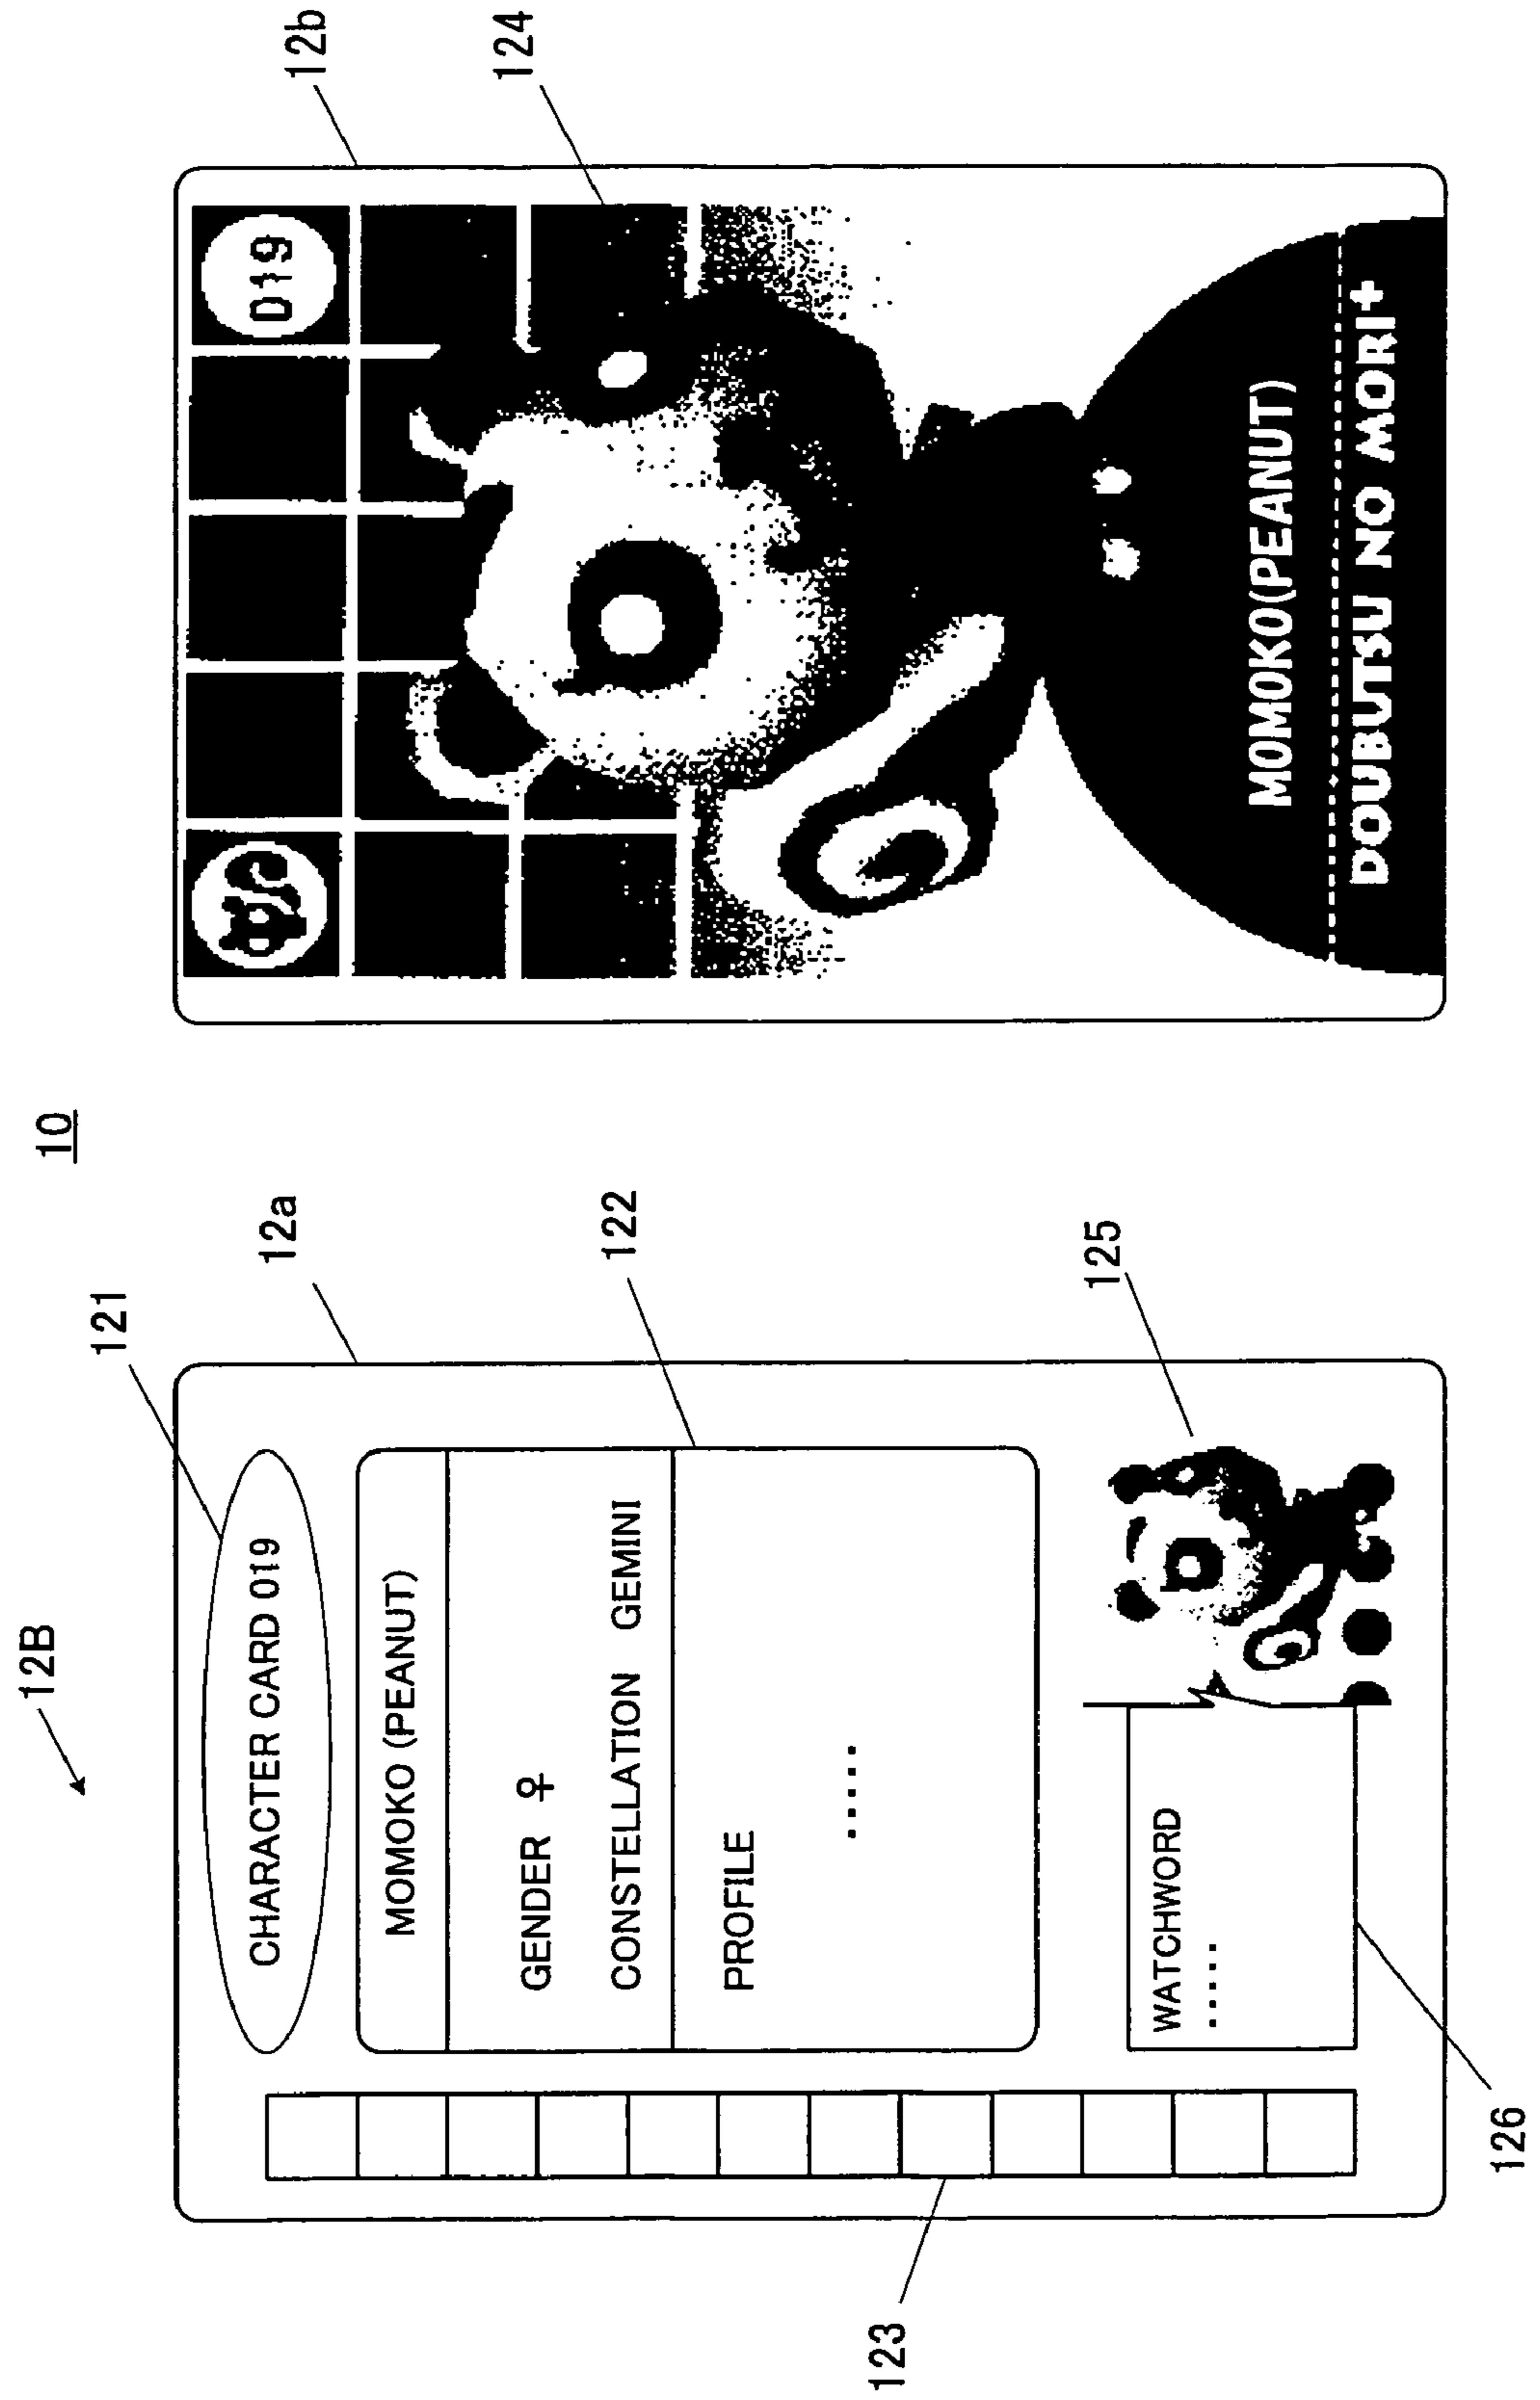 10
12B
121
12a
CHARACTER CARD 019
MOMOKO (PEANUT)
GENDER ♀
CONSTELLATION GEMINI
122
PROFILE
.....
123
WATCHWORD
.....
125
126
12b
D19
124
MOMOKO(PEANUT)
DOUBUTSU NO MORI+